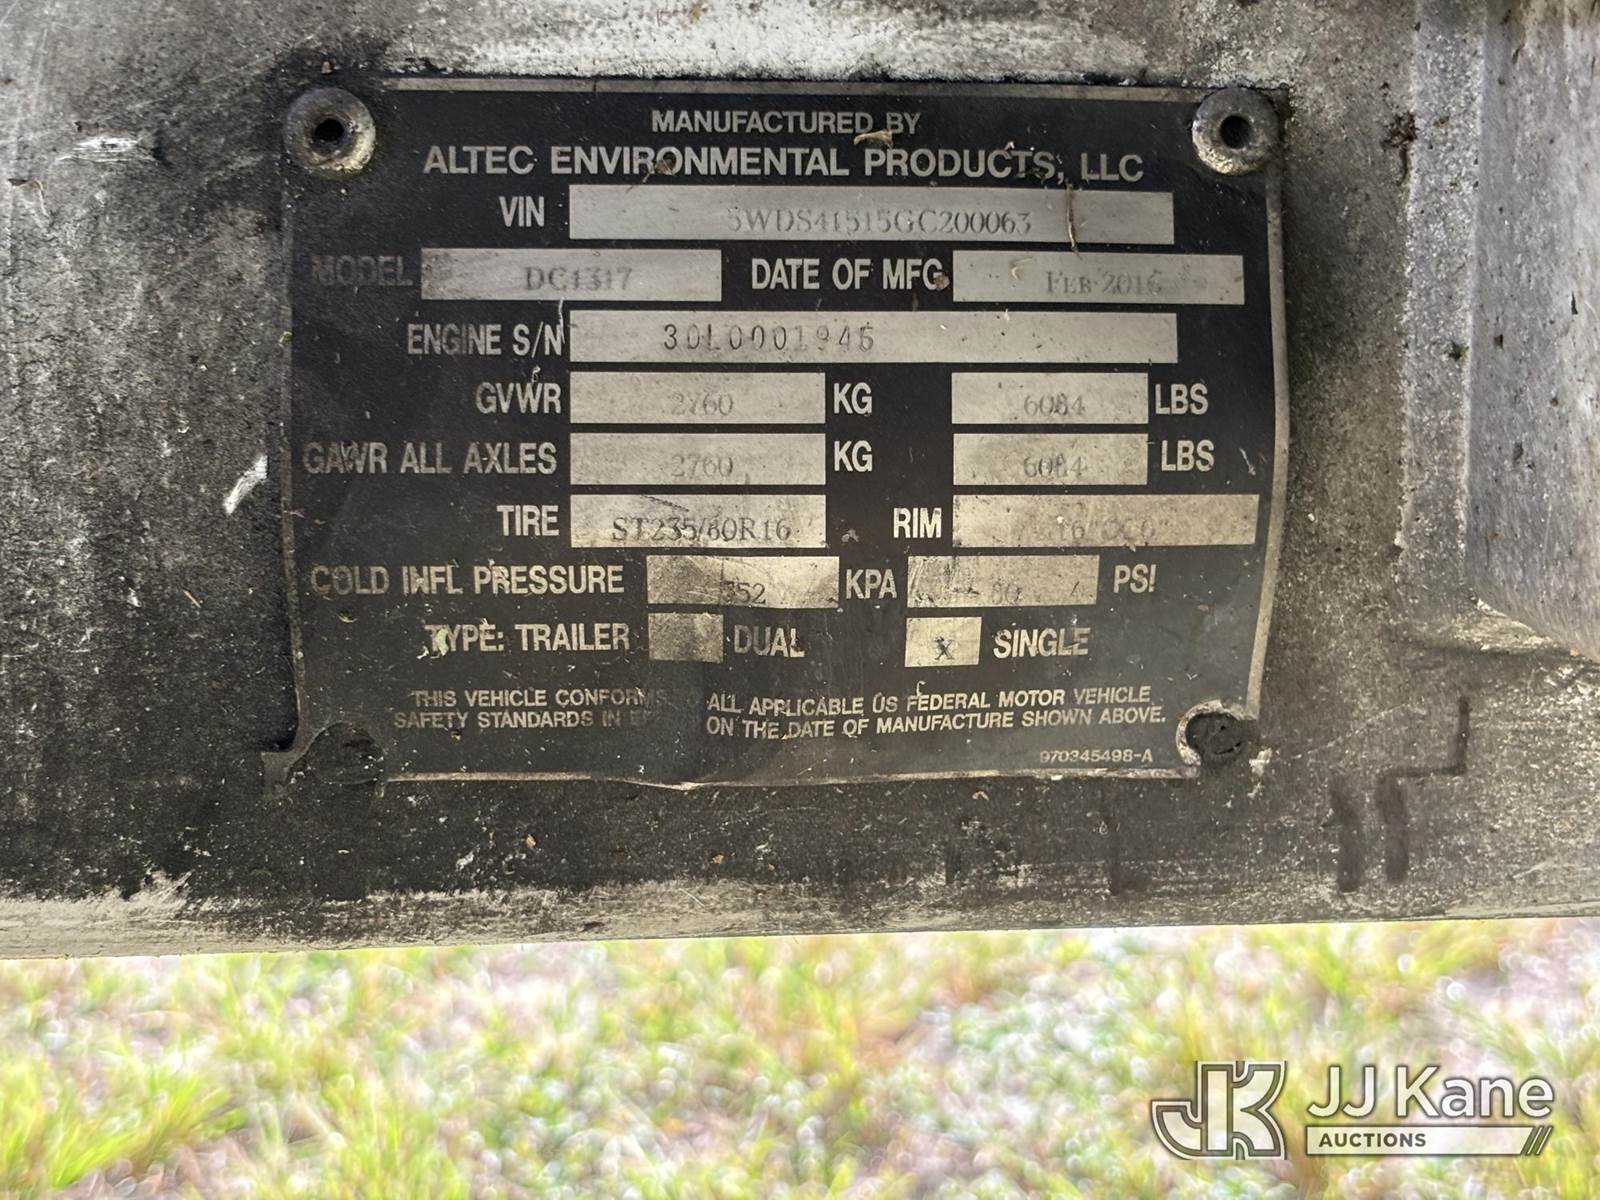 MANUFACTURED BY
ALTEC ENVIRONMENTAL PRODUCTS, LLC
VIN 5WDS41515GC200063
MODEL DC1317 DATE OF MFG FEB 2016
ENGINE S/N 30L0001945
GVWR 2760 KG 6084 LBS
GAWR ALL AXLES 2760 KG 6084 LBS
TIRE ST235/80R16 RIM
COLD INFL PRESSURE 552 KPA 80 PSI
TYPE: TRAILER DUAL X SINGLE
THIS VEHICLE CONFORMS ALL APPLICABLE US FEDERAL MOTOR VEHICLE
SAFETY STANDARDS IN ON THE DATE OF MANUFACTURE SHOWN ABOVE.
970345498-A
JK JJ Kane
AUCTIONS